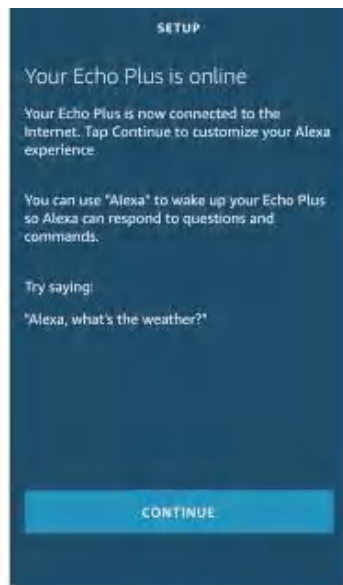 SETUP
Your Echo Plus is online
Your Echo Plus is now connected to the
Internet. Tap Continue to customize your Alexa
experience
You can use "Alexa" to wake up your Echo Plus
so Alexa can respond to questions and
commands.
Try saying:
"Alexa, what's the weather?"
CONTINUE